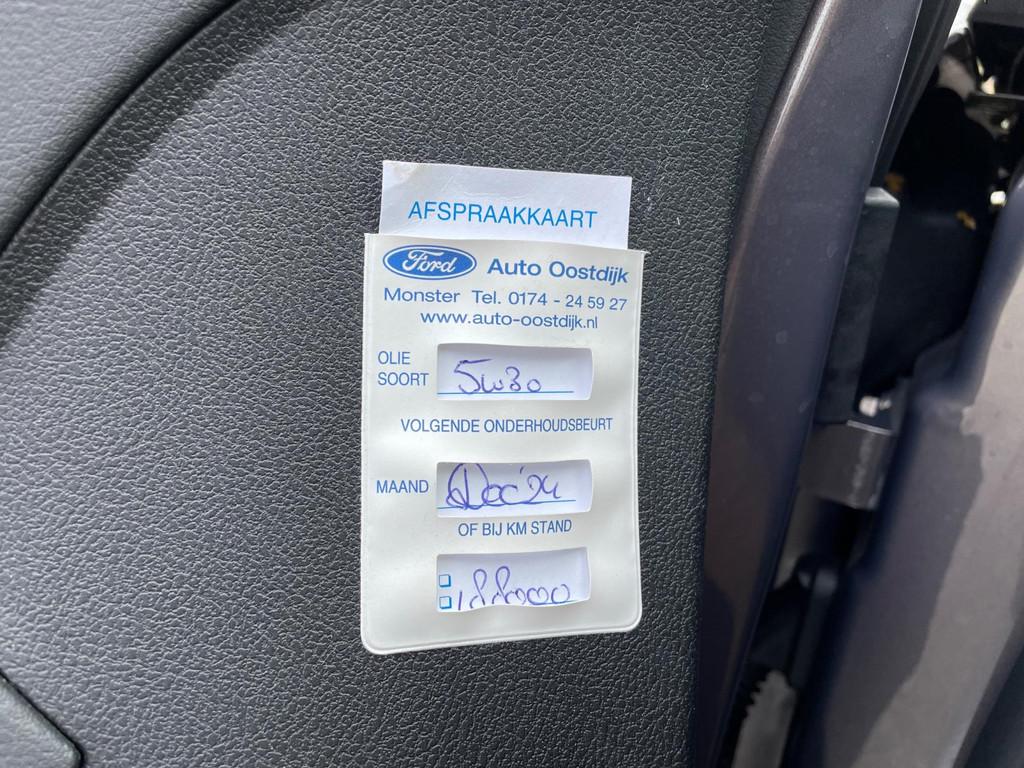 AFSPRAAKKAART
Ford Auto Oostdijk
Monster Tel. 0174 - 24 59 27
www.auto-oostdijk.nl
OLIE
SOORT 5w30
VOLGENDE ONDERHOUDSBEURT
MAAND Dec '24
OF BIJ KM STAND
188000